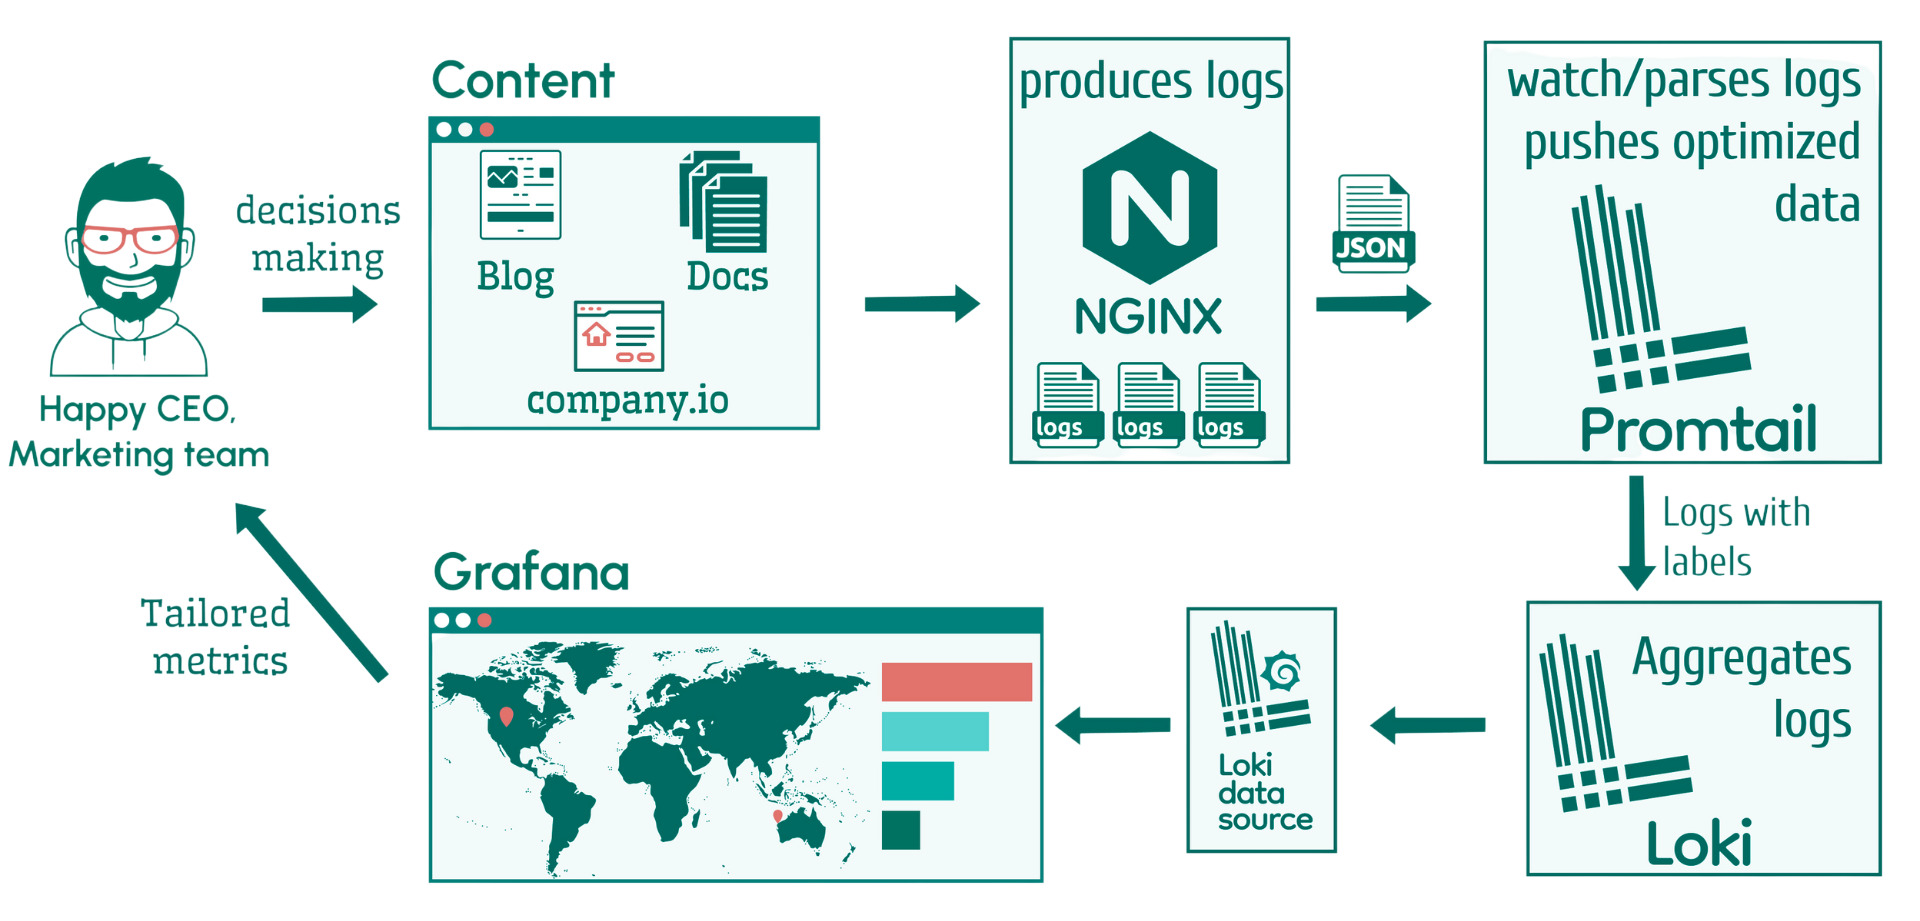 Content
decisions
making
Happy CEO,
Marketing team
Blog
Docs
company.io
produces logs
NGINX
logs
logs
logs
JSON
watch/parses logs
pushes optimized
data
Promtail
Logs with
labels
Aggregates
logs
Loki
Loki
data
source
Grafana
Tailored
metrics